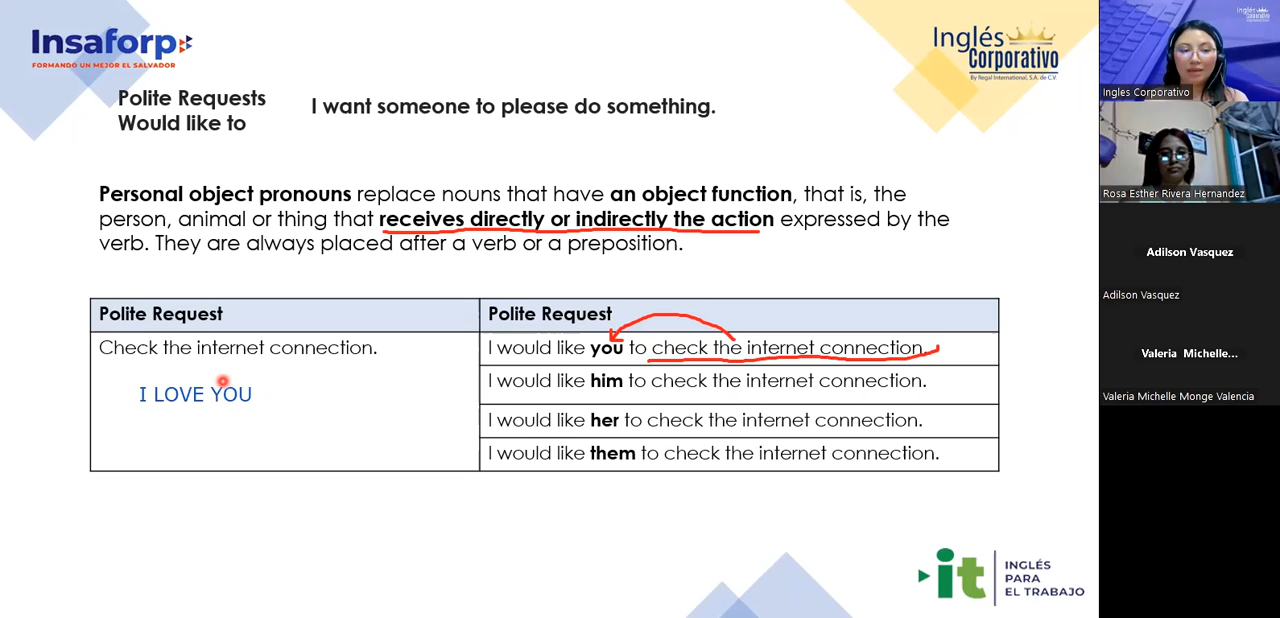 Insaforp
FORMANDO UN MEJOR EL SALVADOR
Inglés
Corporativo
By Regal International, S.A. de C.V.
Polite Requests
Would like to
I want someone to please do something.
Personal object pronouns replace nouns that have an object function, that is, the
person, animal or thing that receives directly or indirectly the action expressed by the
verb. They are always placed after a verb or a preposition.
Polite Request
Polite Request
Check the internet connection.
I LOVE YOU
I would like you to check the internet connection.
I would like him to check the internet connection.
I would like her to check the internet connection.
I would like them to check the internet connection.
it
INGLÉS
PARA
EL TRABAJO
Inglés
Corporativo
Ingles Corporativo
Rosa Esther Rivera Hernandez
Adilson Vasquez
Adilson Vasquez
Valeria Michelle...
Valeria Michelle Monge Valencia